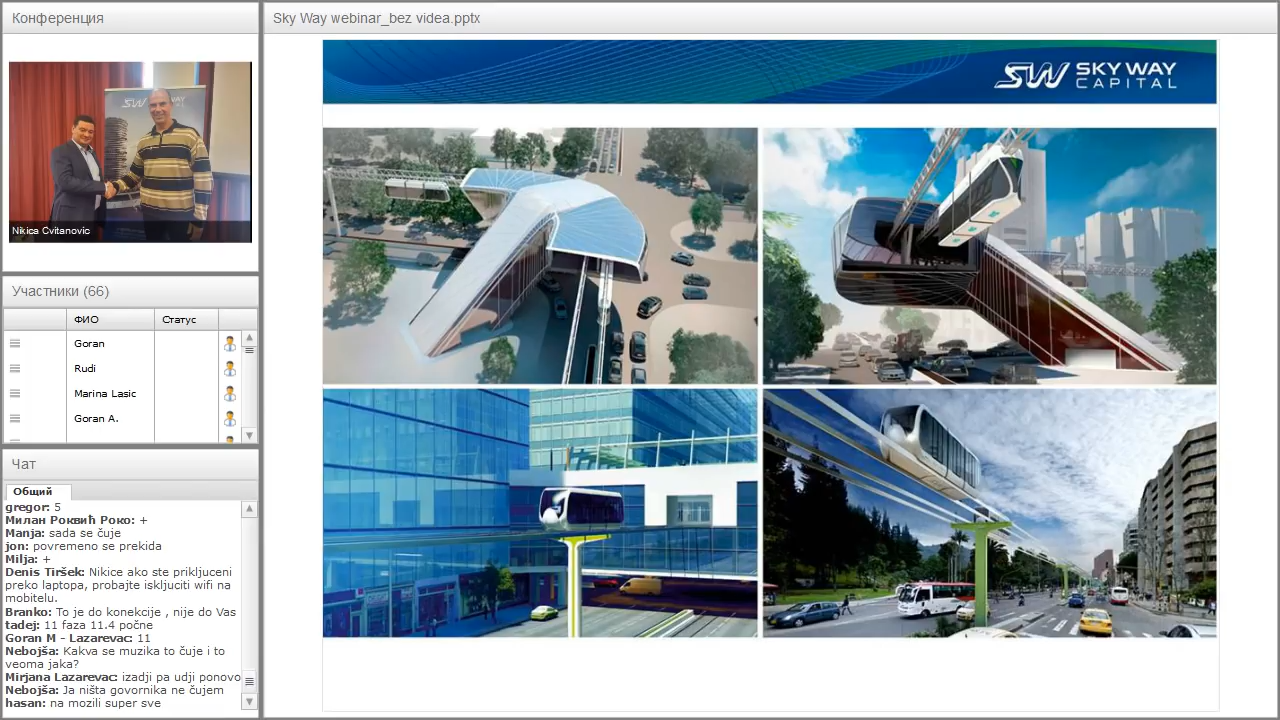 Конференция
Sky Way webinar_bez videa.pptx
SW SKY WAY
CAPITAL
Nikica Cvitanovic
Участники (66)
ФИО
Статус
Goran
Rudi
Marina Lasic
Goran A.
Чат
Общий
gregor: 5
Милан Роквић Роко: +
Manja: sada se čuje
jon: povremeno se prekida
Milja: +
Denis Tiršek: Nikice ako ste prikljuceni
preko laptopa, probajte iskljuciti wifi na
mobitelu.
Branko: To je do konekcije , nije do Vas
tadej: 11 faza 11.4 počne
Goran M - Lazarevac: 11
Nebojša: Kakva se muzika to čuje i to
veoma jaka?
Mirjana Lazarevac: izadji pa udji ponovo
Nebojša: Ja ništa govornika ne čujem
hasan: na mozili super sve